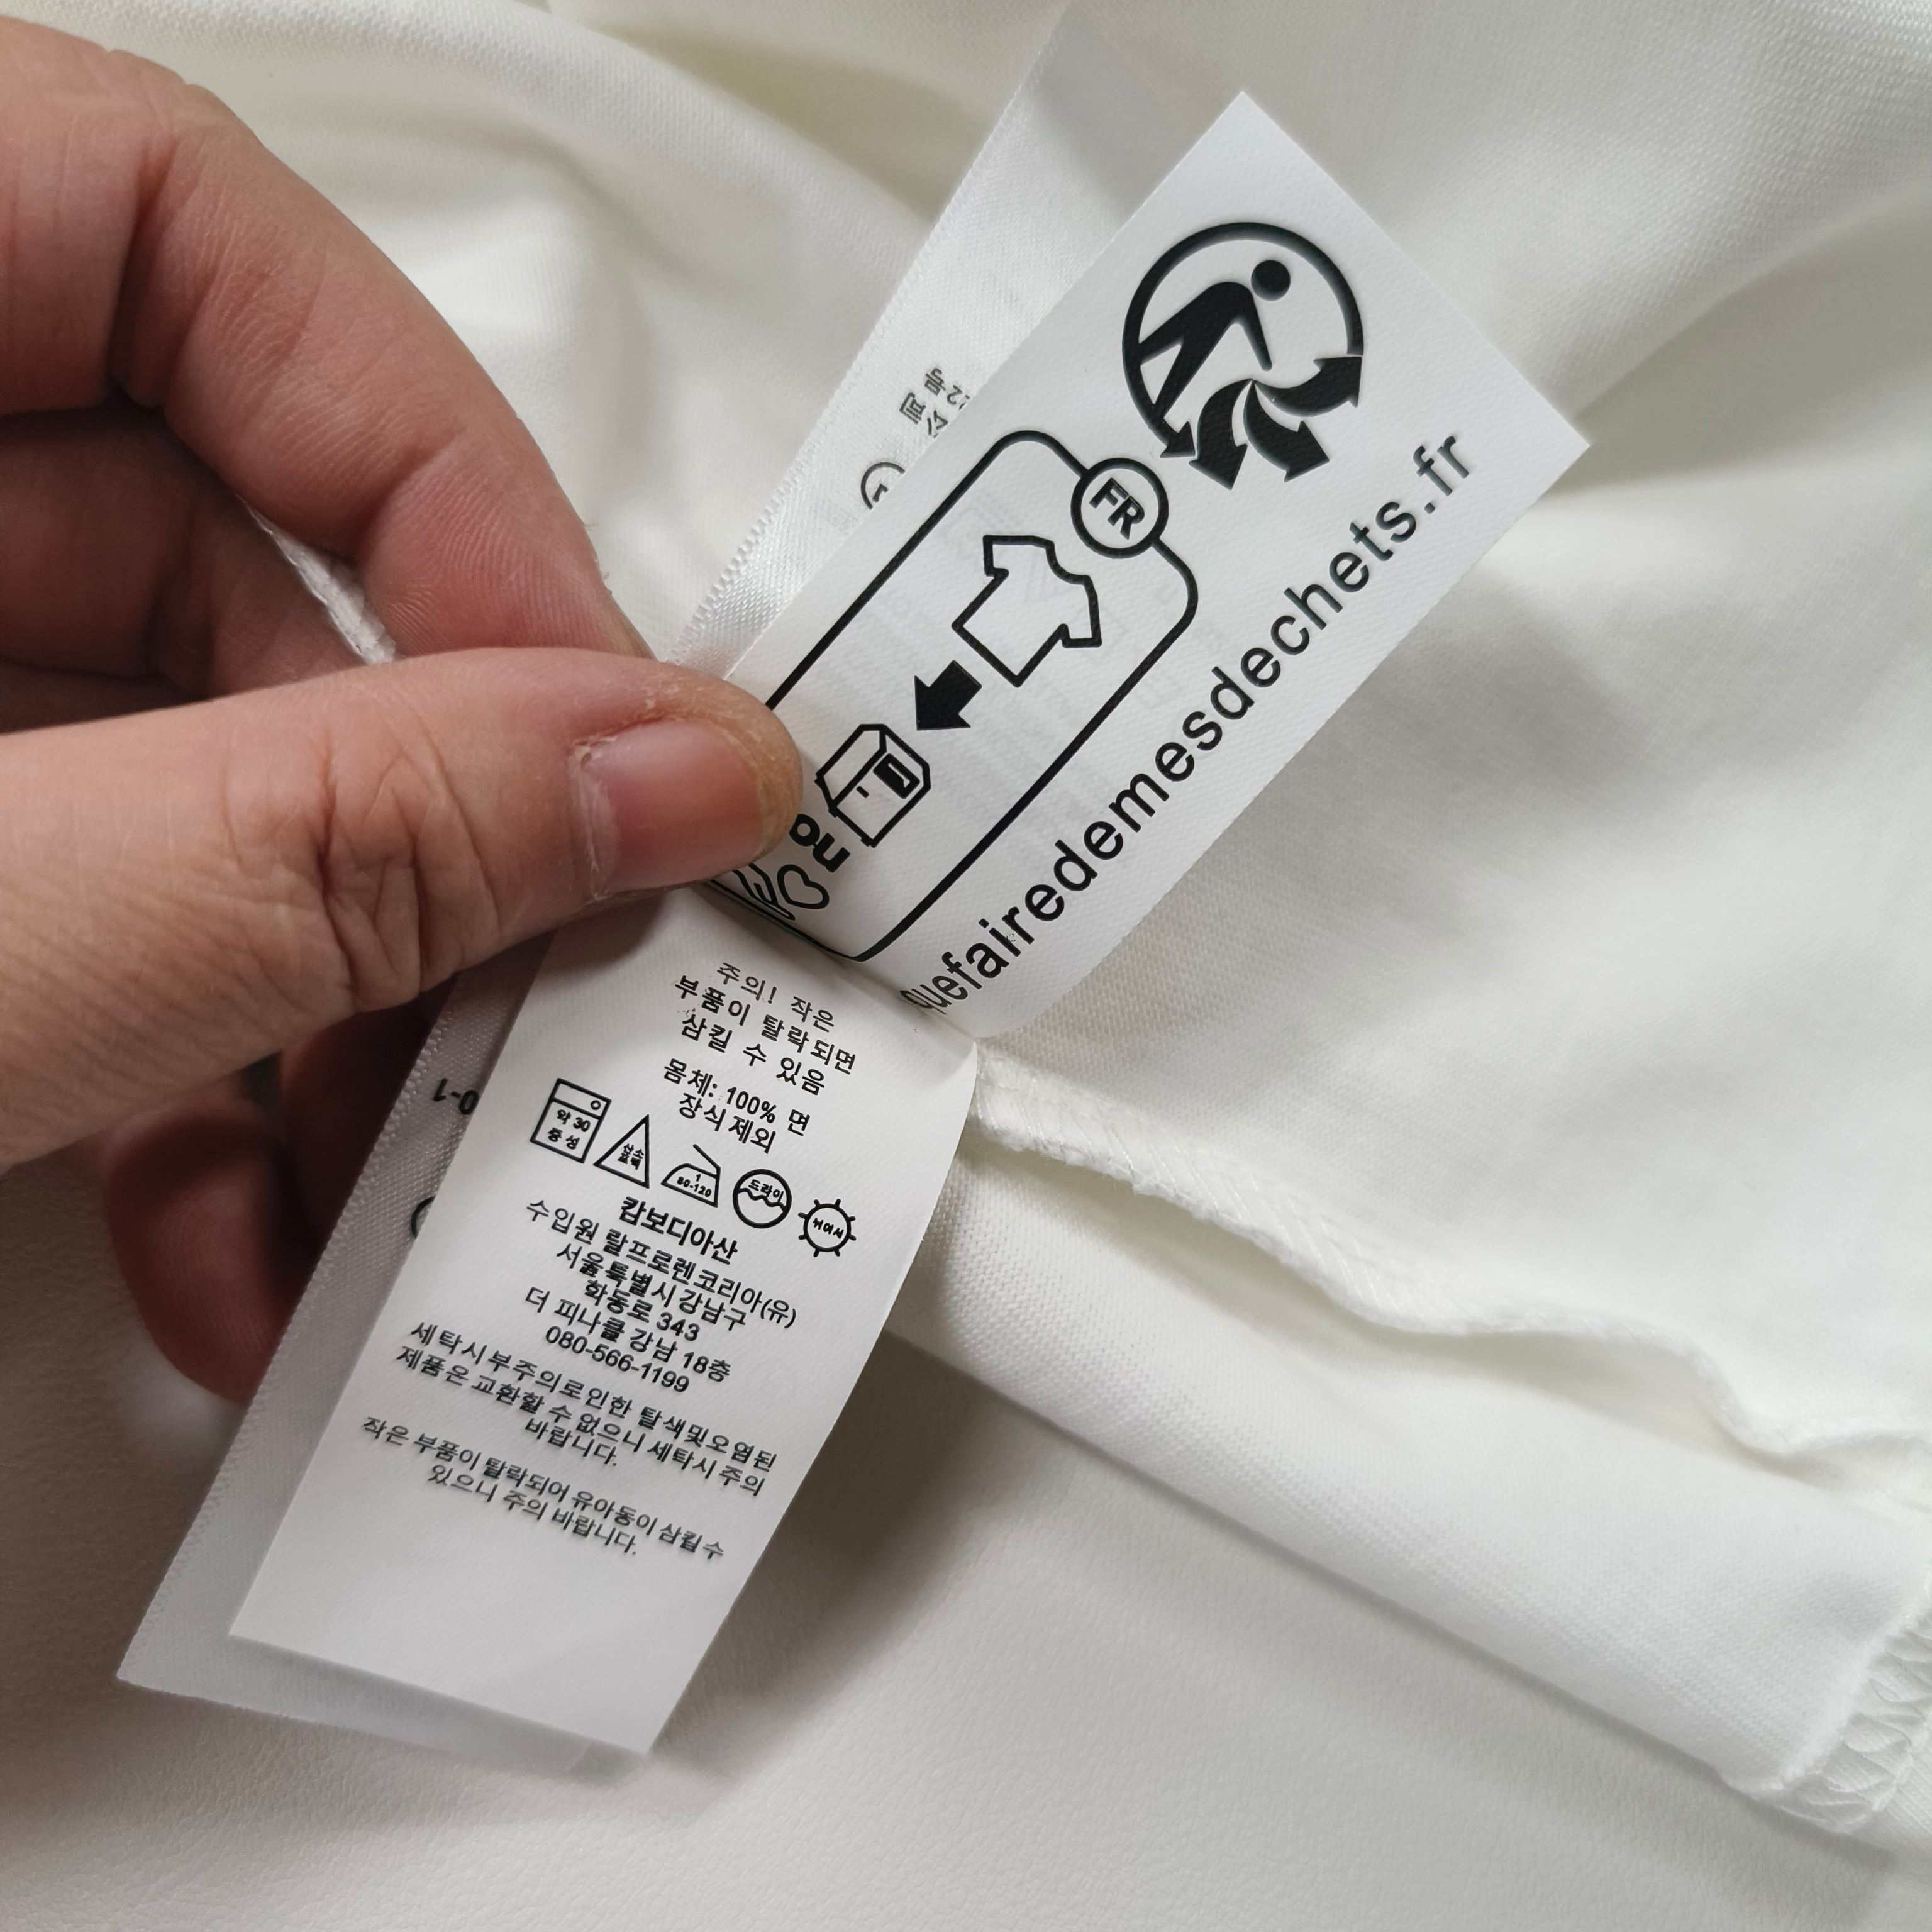 FR
quefairedemesdechets.fr
주의! 작은
부품이 탈락되면
삼킬 수 있음
몸체: 100% 면
장식 제외
약 30
중성
산소
표백
1
80-120
드라이
뉘어서
캄보디아산
수입원 랄프로렌코리아(유)
서울특별시 강남구
학동로 343
더 피나클 강남 18층
080-566-1199
세탁시부주의로인한 탈색및오염된
제품은 교환할 수 없으니 세탁시 주의
바랍니다.
작은 부품이 탈락되어 유아동이 삼킬수
있으니 주의 바랍니다.